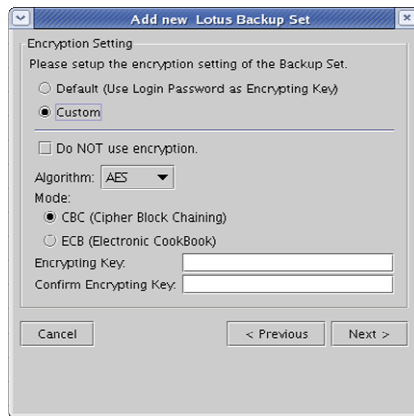 Add new Lotus Backup Set
Encryption Setting
Please setup the encryption setting of the Backup Set.
Default (Use Login Password as Encrypting Key)
Custom
Do NOT use encryption.
Algorithm: AES
Mode:
CBC (Cipher Block Chaining)
ECB (Electronic CookBook)
Encrypting Key:
Confirm Encrypting Key:
Cancel < Previous Next >